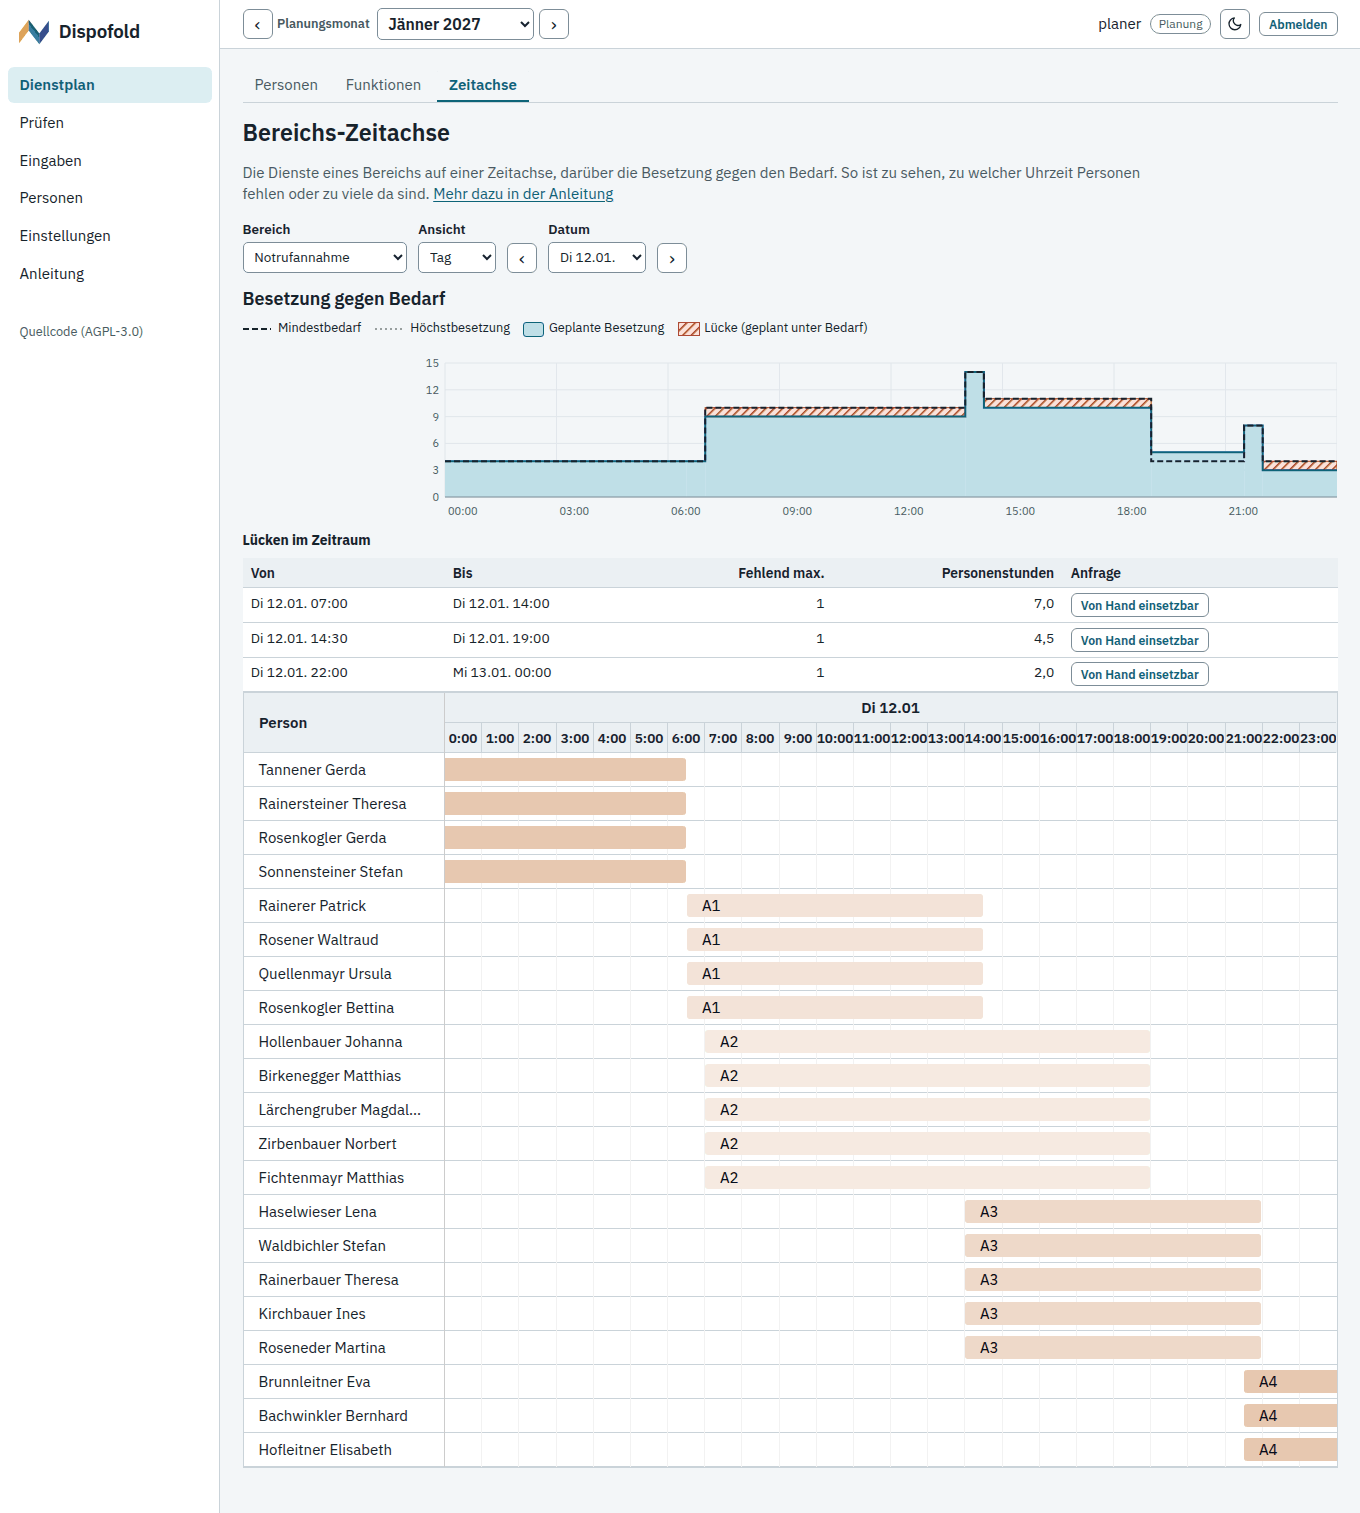 Dispofold
‹ Planungsmonat Jänner 2027 ›
planer Planung Abmelden
Dienstplan
Prüfen
Eingaben
Personen
Einstellungen
Anleitung
Quellcode (AGPL-3.0)
Personen Funktionen Zeitachse
Bereichs-Zeitachse
Die Dienste eines Bereichs auf einer Zeitachse, darüber die Besetzung gegen den Bedarf. So ist zu sehen, zu welcher Uhrzeit Personen
fehlen oder zu viele da sind. Mehr dazu in der Anleitung
Bereich Ansicht Datum
Notrufannahme Tag ‹ Di 12.01. ›
Besetzung gegen Bedarf
Mindestbedarf Höchstbesetzung Geplante Besetzung Lücke (geplant unter Bedarf)
15
12
9
6
3
0
00:00 03:00 06:00 09:00 12:00 15:00 18:00 21:00
Lücken im Zeitraum
Von Bis Fehlend max. Personenstunden Anfrage
Di 12.01. 07:00 Di 12.01. 14:00 1 7,0 Von Hand einsetzbar
Di 12.01. 14:30 Di 12.01. 19:00 1 4,5 Von Hand einsetzbar
Di 12.01. 22:00 Mi 13.01. 00:00 1 2,0 Von Hand einsetzbar
Person Di 12.01
0:00 1:00 2:00 3:00 4:00 5:00 6:00 7:00 8:00 9:00 10:00 11:00 12:00 13:00 14:00 15:00 16:00 17:00 18:00 19:00 20:00 21:00 22:00 23:00
Tannener Gerda
Rainersteiner Theresa
Rosenkogler Gerda
Sonnensteiner Stefan
Rainerer Patrick A1
Rosener Waltraud A1
Quellenmayr Ursula A1
Rosenkogler Bettina A1
Hollenbauer Johanna A2
Birkenegger Matthias A2
Lärchengruber Magdal... A2
Zirbenbauer Norbert A2
Fichtenmayr Matthias A2
Haselwieser Lena A3
Waldbichler Stefan A3
Rainerbauer Theresa A3
Kirchbauer Ines A3
Roseneder Martina A3
Brunnleitner Eva A4
Bachwinkler Bernhard A4
Hofleitner Elisabeth A4